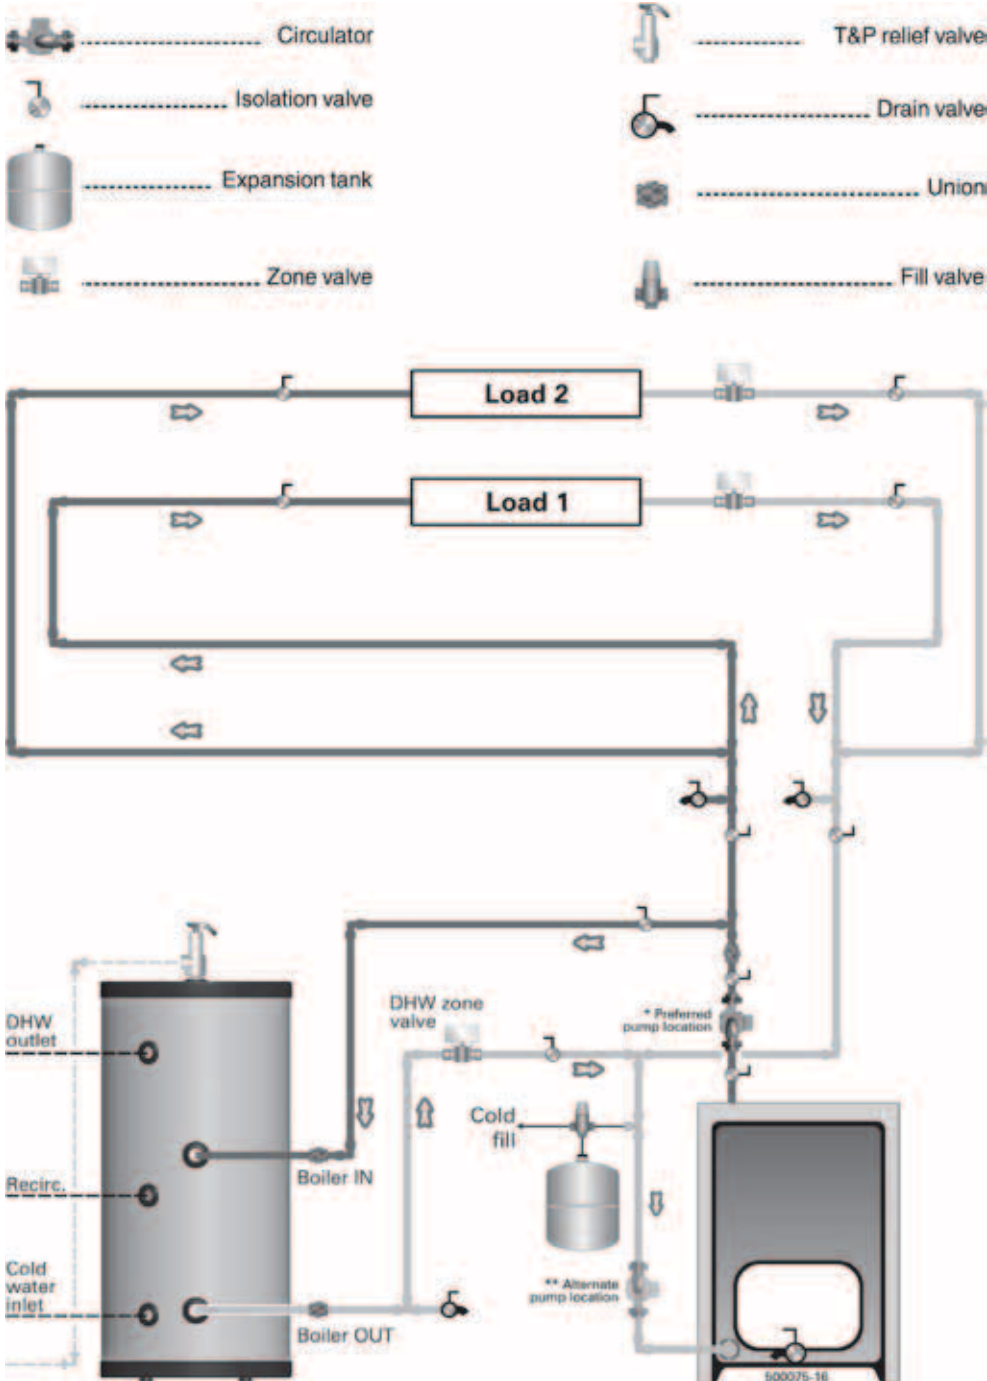 Circulator
T&P relief valve
Isolation valve
Drain valve
Expansion tank
Union
Zone valve
Fill valve
Load 2
Load 1
DHW zone
valve
* Preferred
pump location
DHW
outlet
Cold
fill
Boiler IN
Recirc.
Cold
water
inlet
** Alternate
pump location
Boiler OUT
500075-16